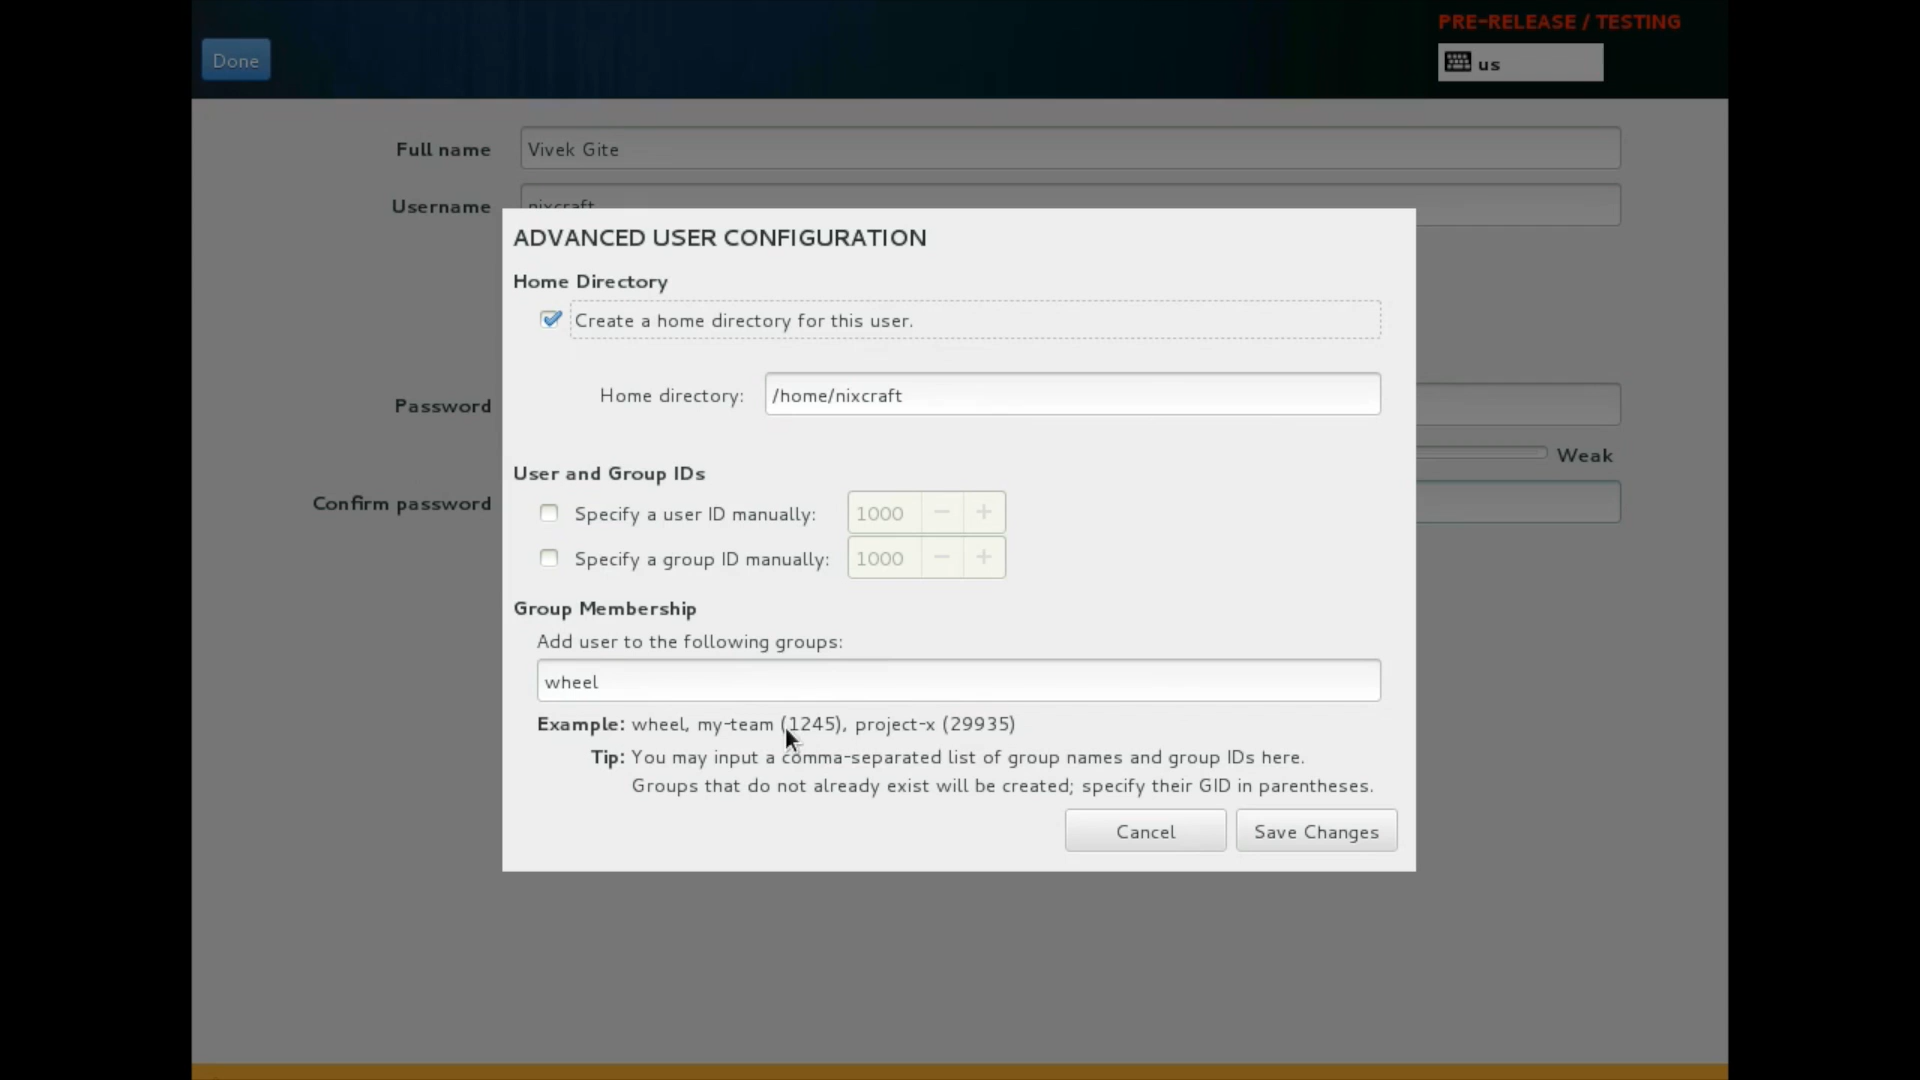 PRE-RELEASE / TESTING
Done
us
Full name
Vivek Gite
Username
nixcraft
ADVANCED USER CONFIGURATION
Home Directory
Create a home directory for this user.
Home directory:
/home/nixcraft
Password
User and Group IDs
Weak
Confirm password
Specify a user ID manually:
1000
Specify a group ID manually:
1000
Group Membership
Add user to the following groups:
wheel
Example: wheel, my-team (1245), project-x (29935)
Tip: You may input a comma-separated list of group names and group IDs here.
Groups that do not already exist will be created; specify their GID in parentheses.
Cancel
Save Changes